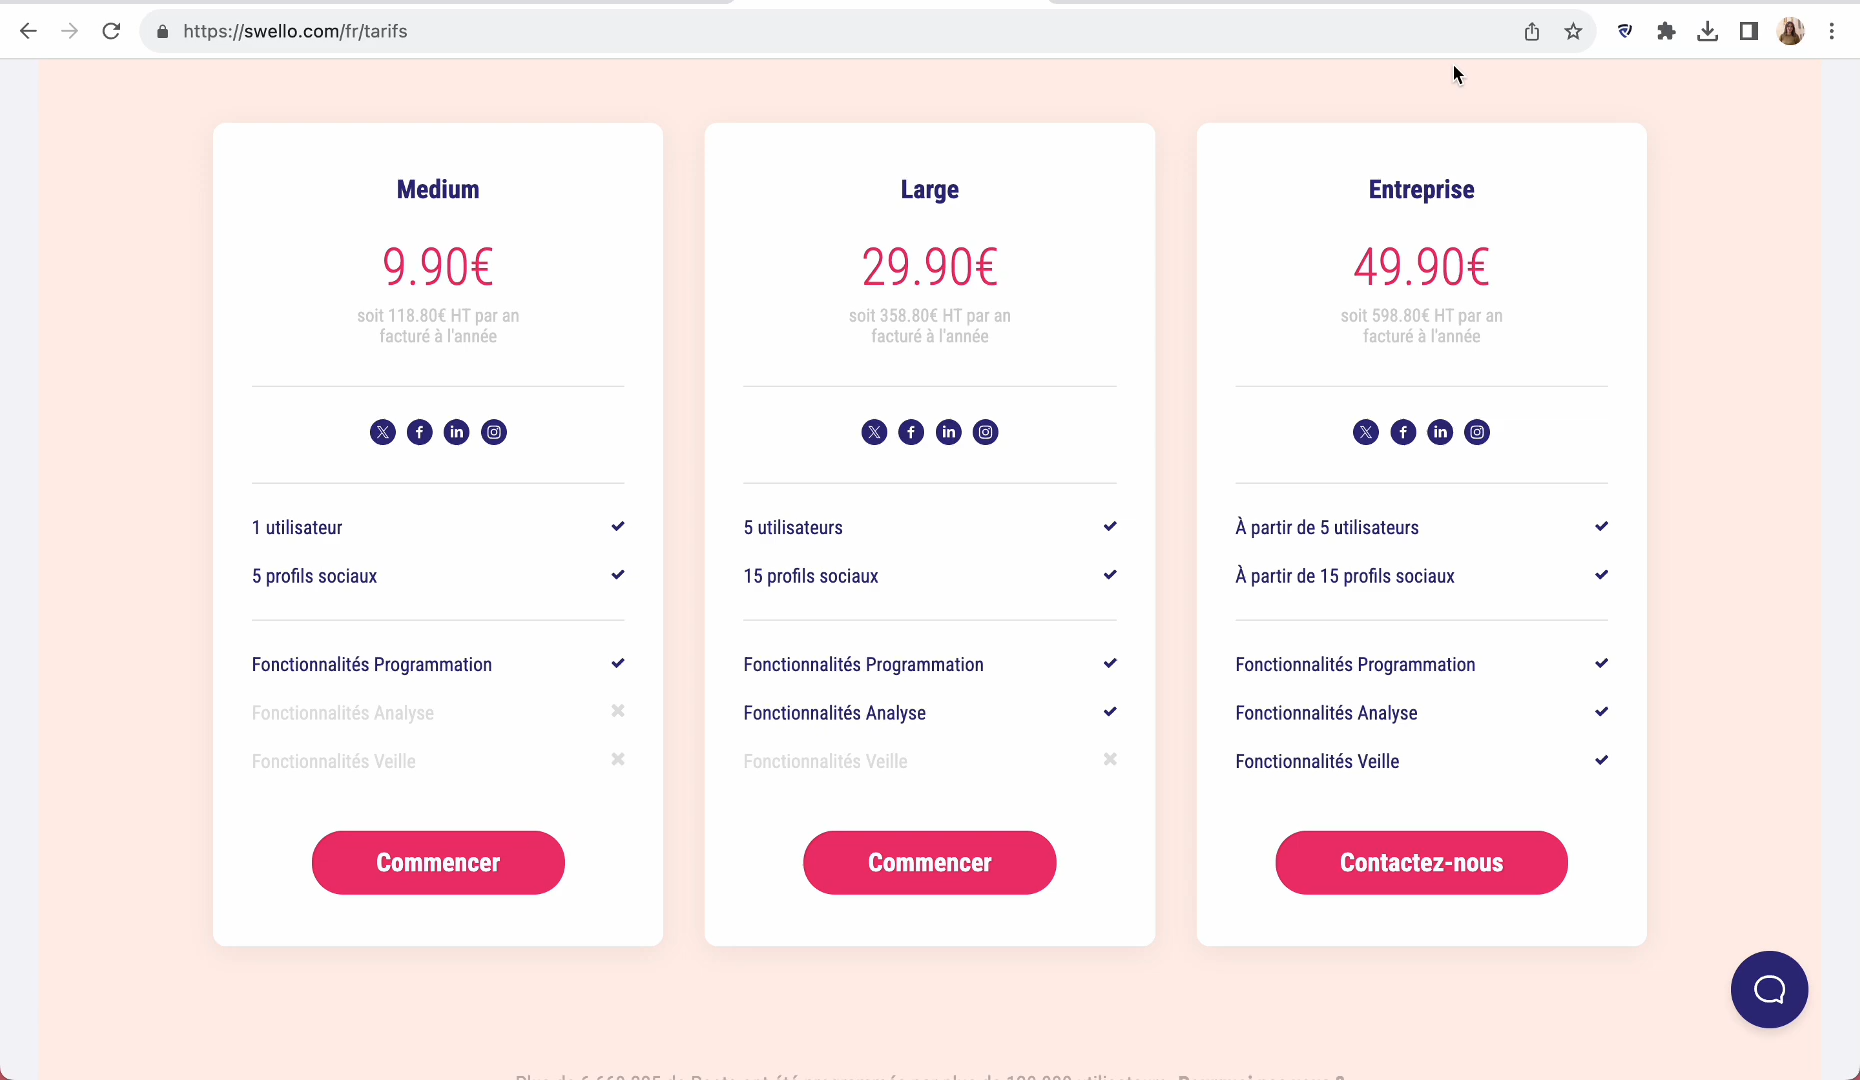 https://swello.com/fr/tarifs
Medium
9.90€
soit 118.80€ HT par an
facturé à l'année
1 utilisateur
5 profils sociaux
Fonctionnalités Programmation
Fonctionnalités Analyse
Fonctionnalités Veille
Commencer
Large
29.90€
soit 358.80€ HT par an
facturé à l'année
5 utilisateurs
15 profils sociaux
Fonctionnalités Programmation
Fonctionnalités Analyse
Fonctionnalités Veille
Commencer
Entreprise
49.90€
soit 598.80€ HT par an
facturé à l'année
À partir de 5 utilisateurs
À partir de 15 profils sociaux
Fonctionnalités Programmation
Fonctionnalités Analyse
Fonctionnalités Veille
Contactez-nous